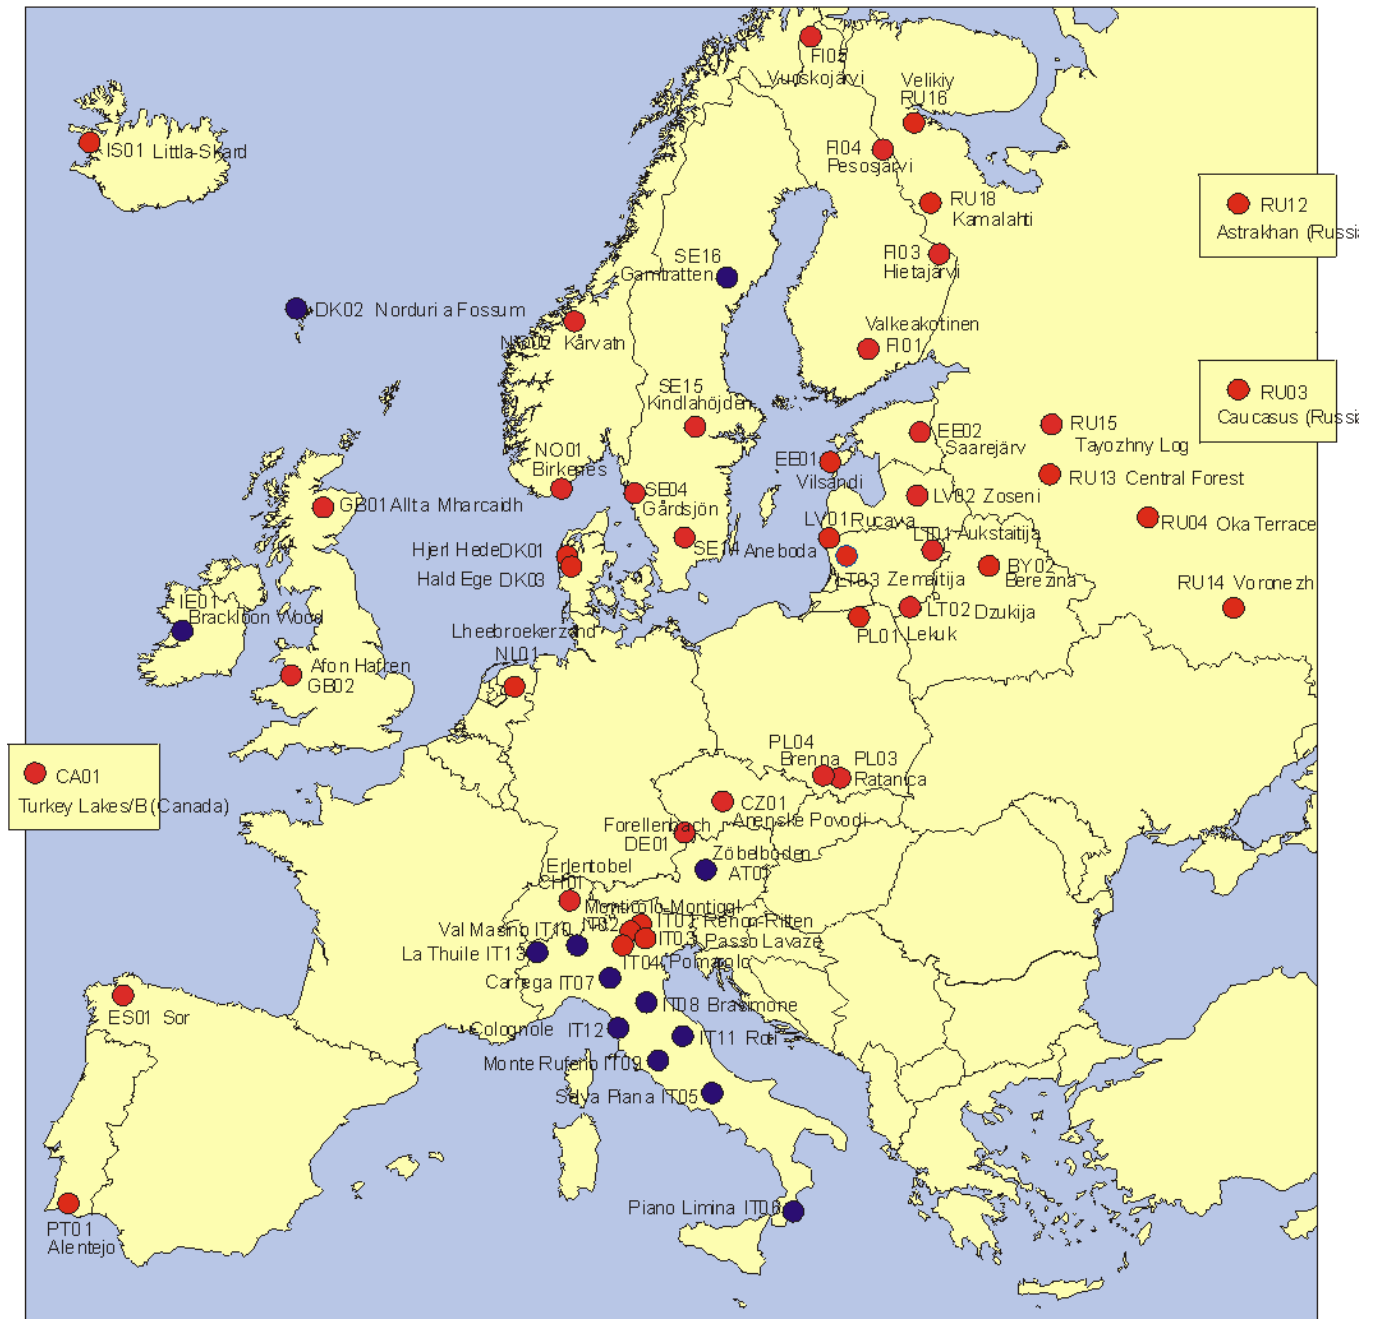 FI05
Vuoskojärvi
Velikiy
RU16
IS01 Littla-Skard
FI04
Pesosjärvi
RU18
Kamalahti
RU12
Astrakhan (Russia
FI03
Hietajärvi
SE16
Gamtratten
DK02 Norduri a Fossum
NO02 Kårvatn
Valkeakotinen
FI01
SE15
Kindlahöjden
RU03
Caucasus (Russia
RU15
Tayozhny Log
EE02
Saarejärv
EE01
Vilsandi
RU13 Central Forest
NO01
Birkenes
SE04
Gårdsjön
LV02 Zoseni
GB01 Allt a Mharcaidh
LV01 Rucava
RU04 Oka Terrace
LT01 Aukstaitija
SE14 Aneboda
Hjerl Hede DK01
Hald Ege DK03
LT03 Zemaitija
BY02
Berezina
RU14 Voronezh
IE01
Brackloon Wood
LT02 Dzukija
PL01 Lekuk
Lheebroekerzand
NL01
Afon Hafren
GB02
PL04
Brenna
PL03
Ratanica
CA01
Turkey Lakes/B (Canada)
CZ01
Anenske Povodi
Forellenbach
DE01
Zöbelboden
AT01
Erlentobel
CH01
Monticolo-Montiggl
IT02
IT01 Renon-Ritten
Val Masino IT10
IT03 Passo Lavaze
La Thuile IT13
IT04 Pomarolo
Carrega IT07
IT08 Brasimone
ES01 Sor
Colognole IT12
IT11 Roti
Monte Rufeno IT09
Selva Piana IT05
Piano Limina IT06
PT01
Alentejo